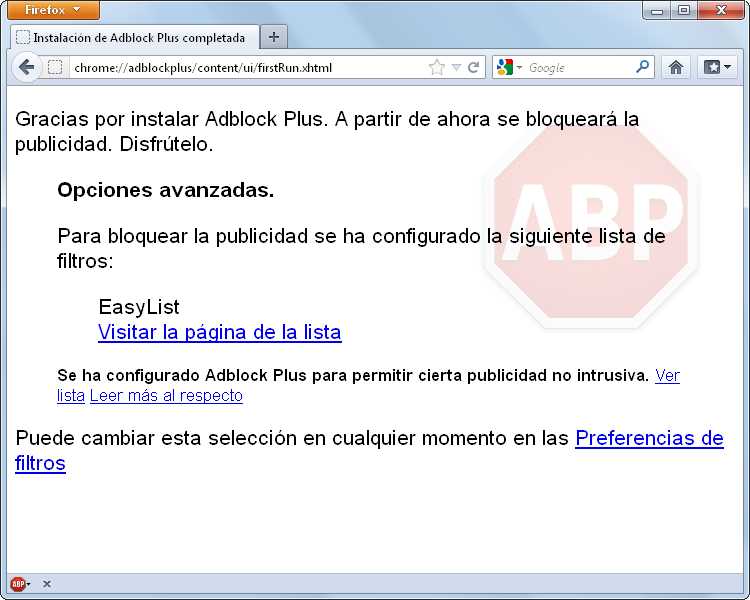 Firefox
Instalación de Adblock Plus completada
chrome://adblockplus/content/ui/firstRun.xhtml
Google
Gracias por instalar Adblock Plus. A partir de ahora se bloqueará la
publicidad. Disfrútelo.
ABP
Opciones avanzadas.
Para bloquear la publicidad se ha configurado la siguiente lista de
filtros:
EasyList
Visitar la página de la lista
Se ha configurado Adblock Plus para permitir cierta publicidad no intrusiva. Ver
lista Leer más al respecto
Puede cambiar esta selección en cualquier momento en las Preferencias de
filtros
ABP